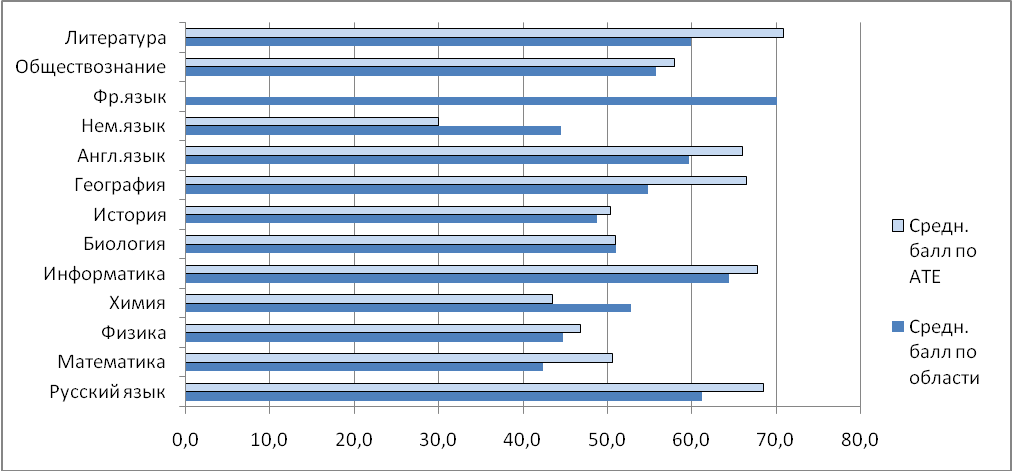 Литература
Обществознание
Фр.язык
Нем.язык
Англ.язык
География
История
Биология
Информатика
Химия
Физика
Математика
Русский язык
0,0 10,0 20,0 30,0 40,0 50,0 60,0 70,0 80,0
Средн.
балл по
АТЕ
Средн.
балл по
области